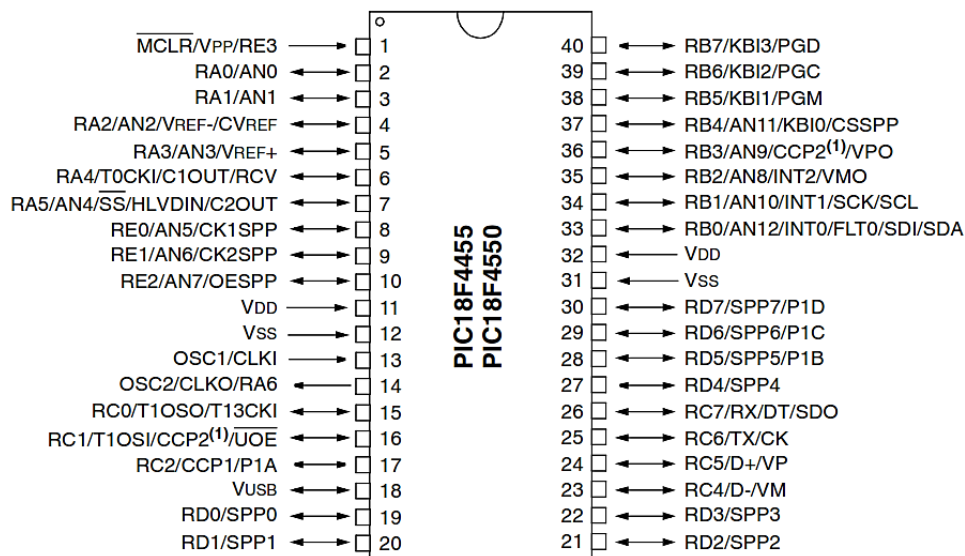 MCLR/VPP/RE3 1
RA0/AN0 2
RA1/AN1 3
RA2/AN2/VREF-/CVREF 4
RA3/AN3/VREF+ 5
RA4/T0CKI/C1OUT/RCV 6
RA5/AN4/SS/HLVDIN/C2OUT 7
RE0/AN5/CK1SPP 8
RE1/AN6/CK2SPP 9
RE2/AN7/OESPP 10
VDD 11
VSS 12
OSC1/CLKI 13
OSC2/CLKO/RA6 14
RC0/T1OSO/T13CKI 15
RC1/T1OSI/CCP2(1)/UOE 16
RC2/CCP1/P1A 17
VUSB 18
RD0/SPP0 19
RD1/SPP1 20
PIC18F4455
PIC18F4550
40 RB7/KBI3/PGD
39 RB6/KBI2/PGC
38 RB5/KBI1/PGM
37 RB4/AN11/KBI0/CSSPP
36 RB3/AN9/CCP2(1)/VPO
35 RB2/AN8/INT2/VMO
34 RB1/AN10/INT1/SCK/SCL
33 RB0/AN12/INT0/FLT0/SDI/SDA
32 VDD
31 VSS
30 RD7/SPP7/P1D
29 RD6/SPP6/P1C
28 RD5/SPP5/P1B
27 RD4/SPP4
26 RC7/RX/DT/SDO
25 RC6/TX/CK
24 RC5/D+/VP
23 RC4/D-/VM
22 RD3/SPP3
21 RD2/SPP2